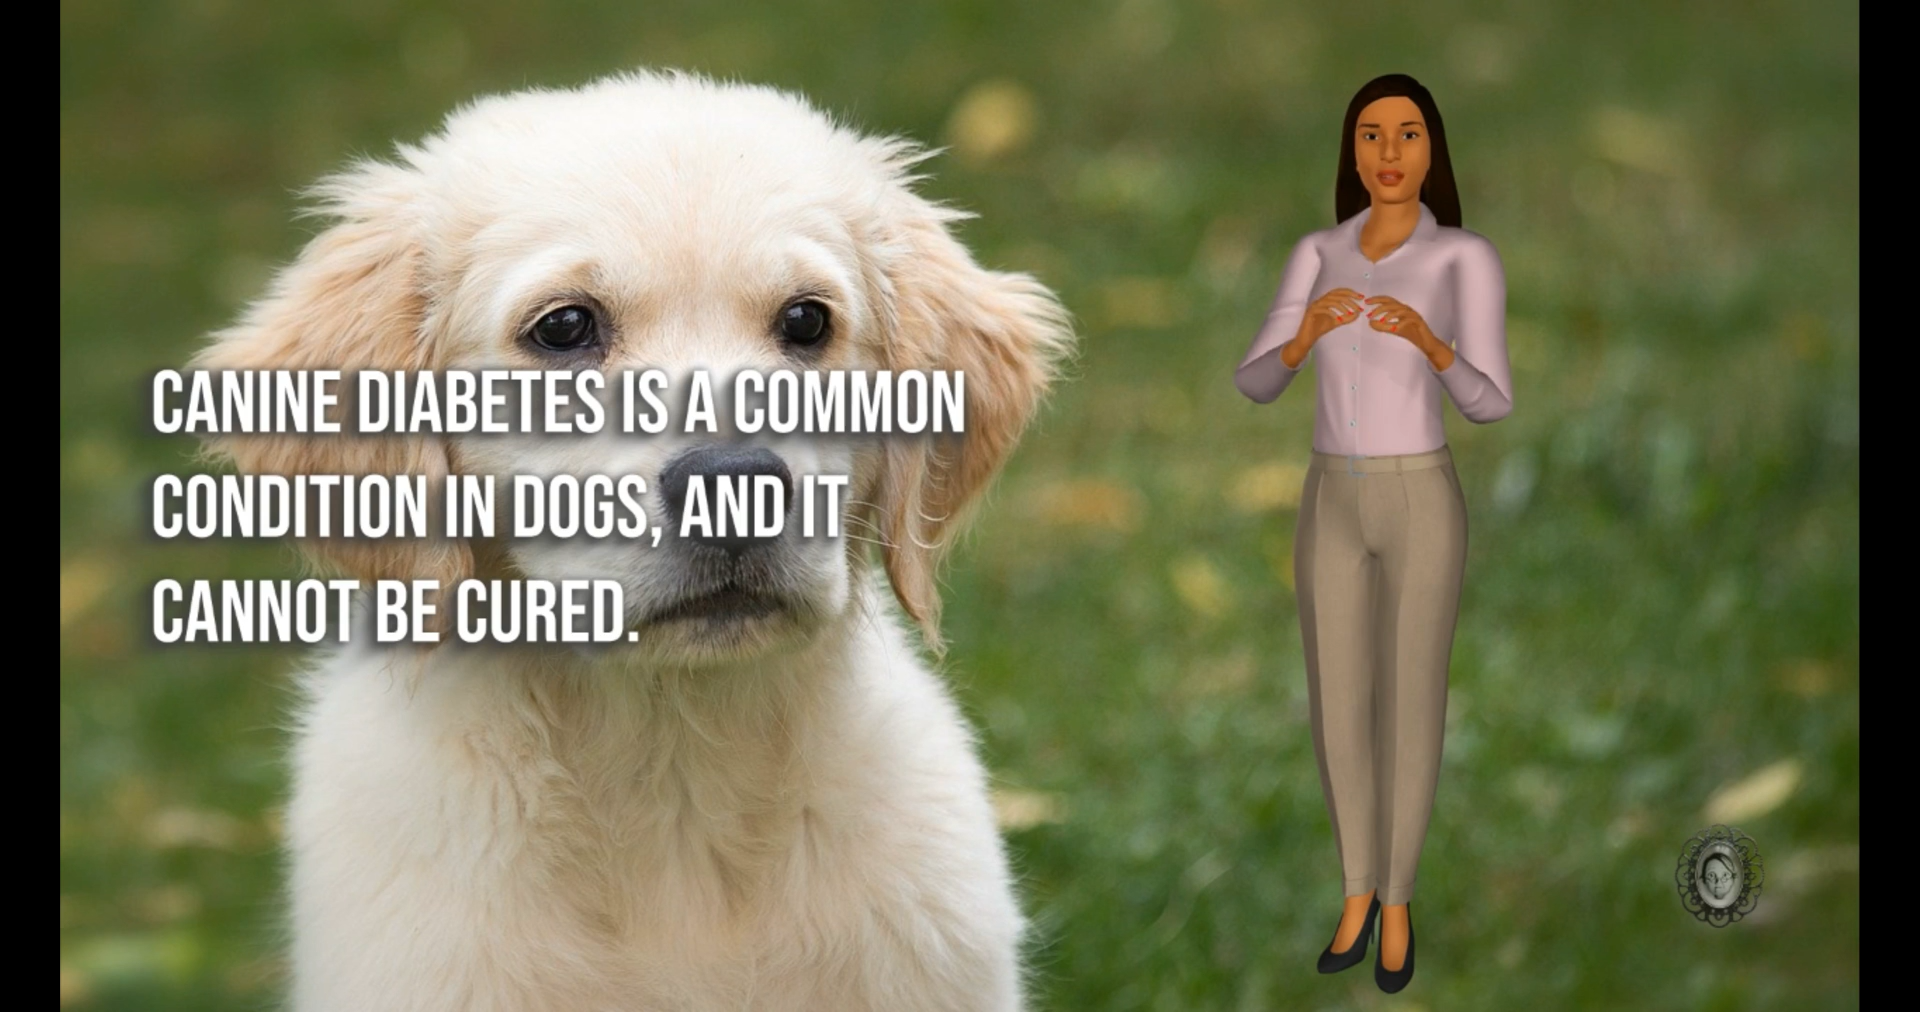 CANINE DIABETES IS A COMMON
CONDITION IN DOGS, AND IT
CANNOT BE CURED.